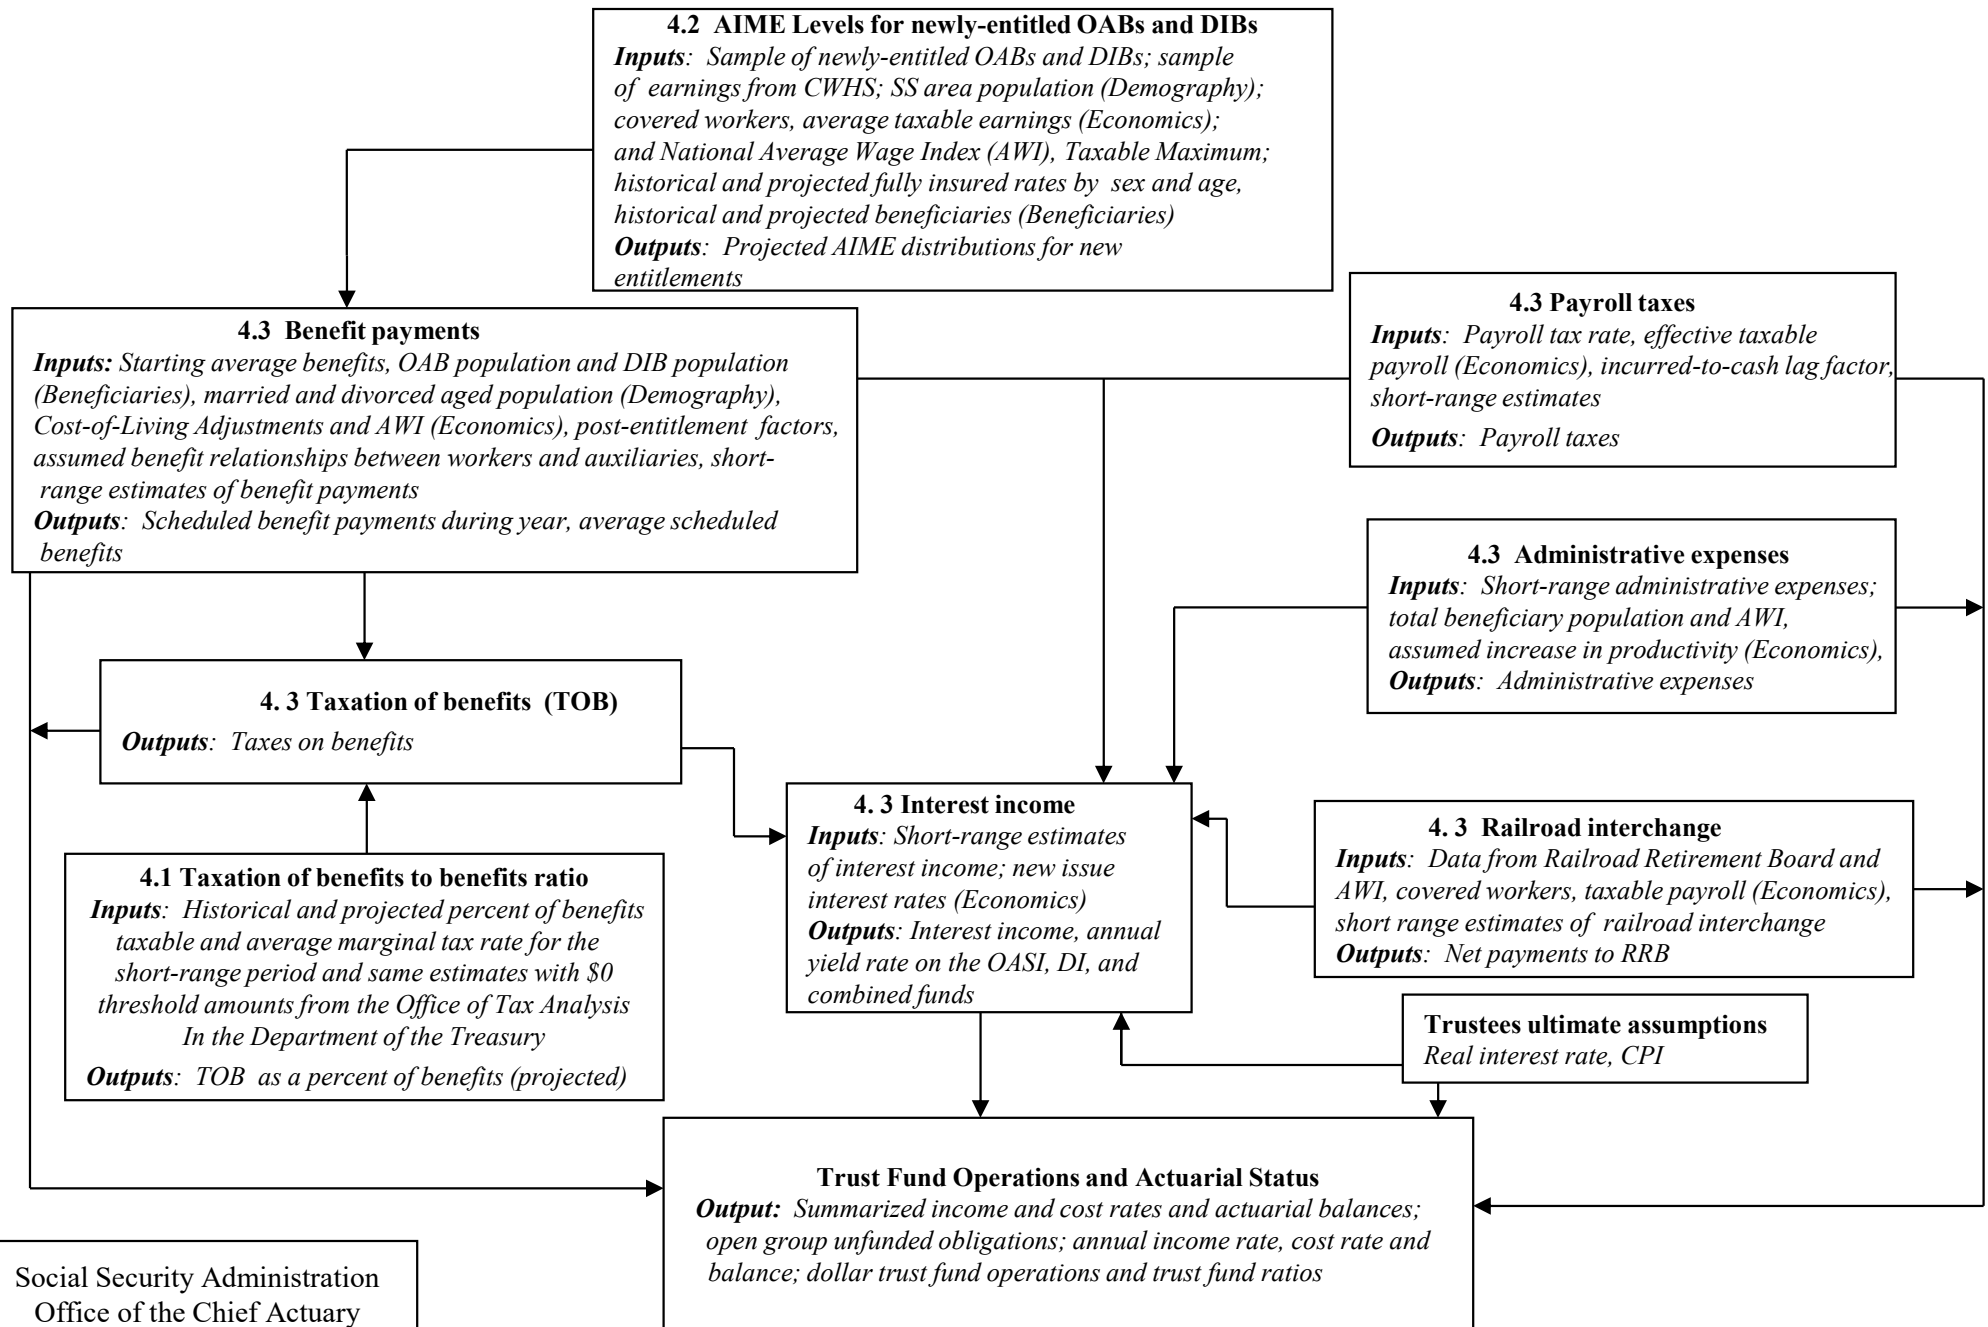 4.2 AIME Levels for newly-entitled OABs and DIBs
Inputs: Sample of newly-entitled OABs and DIBs; sample
of earnings from CWHS; SS area population (Demography);
covered workers, average taxable earnings (Economics);
and National Average Wage Index (AWI), Taxable Maximum;
historical and projected fully insured rates by sex and age,
historical and projected beneficiaries (Beneficiaries)
Outputs: Projected AIME distributions for new
entitlements
4.3 Benefit payments
Inputs: Starting average benefits, OAB population and DIB population
(Beneficiaries), married and divorced aged population (Demography),
Cost-of-Living Adjustments and AWI (Economics), post-entitlement factors,
assumed benefit relationships between workers and auxiliaries, short-
range estimates of benefit payments
Outputs: Scheduled benefit payments during year, average scheduled
benefits
4.3 Payroll taxes
Inputs: Payroll tax rate, effective taxable
payroll (Economics), incurred-to-cash lag factor,
short-range estimates
Outputs: Payroll taxes
4.3 Administrative expenses
Inputs: Short-range administrative expenses;
total beneficiary population and AWI,
assumed increase in productivity (Economics),
Outputs: Administrative expenses
4. 3 Taxation of benefits (TOB)
Outputs: Taxes on benefits
4.1 Taxation of benefits to benefits ratio
Inputs: Historical and projected percent of benefits
taxable and average marginal tax rate for the
short-range period and same estimates with $0
threshold amounts from the Office of Tax Analysis
In the Department of the Treasury
Outputs: TOB as a percent of benefits (projected)
4. 3 Interest income
Inputs: Short-range estimates
of interest income; new issue
interest rates (Economics)
Outputs: Interest income, annual
yield rate on the OASI, DI, and
combined funds
4. 3 Railroad interchange
Inputs: Data from Railroad Retirement Board and
AWI, covered workers, taxable payroll (Economics),
short range estimates of railroad interchange
Outputs: Net payments to RRB
Trustees ultimate assumptions
Real interest rate, CPI
Trust Fund Operations and Actuarial Status
Output: Summarized income and cost rates and actuarial balances;
open group unfunded obligations; annual income rate, cost rate and
balance; dollar trust fund operations and trust fund ratios
Social Security Administration
Office of the Chief Actuary